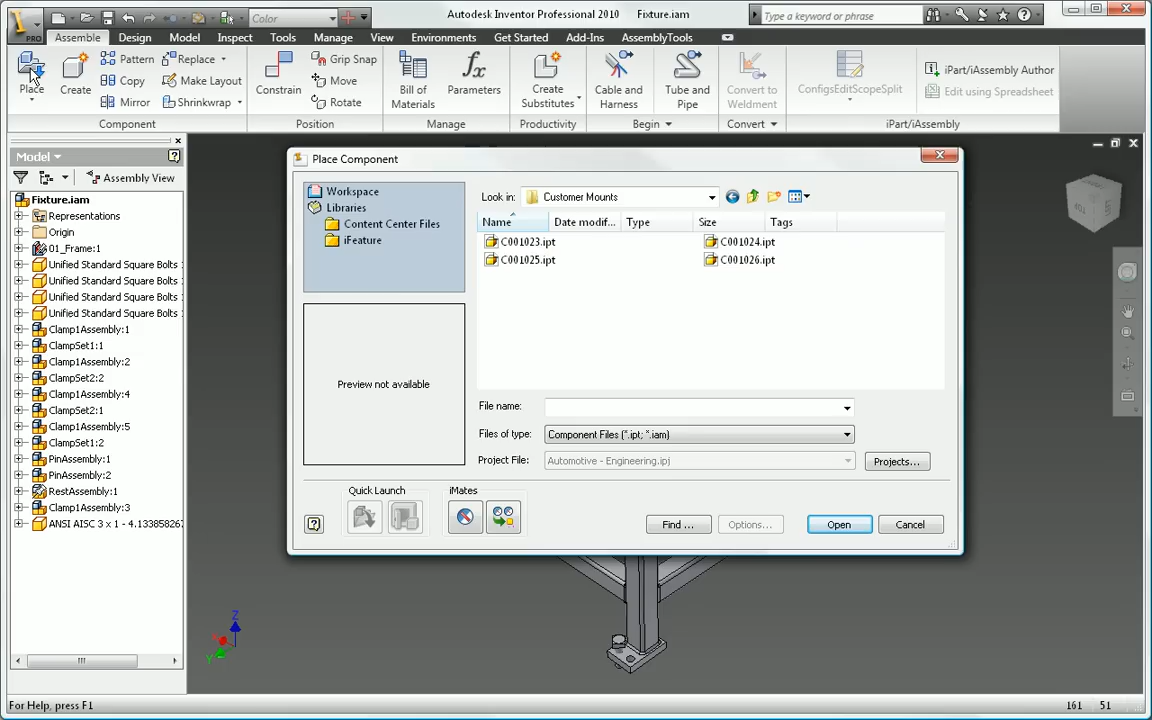 Color
Autodesk Inventor Professional 2010 Fixture.iam
Type a keyword or phrase
PRO
Assemble Design Model Inspect Tools Manage View Environments Get Started Add-Ins AssemblyTools
Place
Create
Pattern
Copy
Mirror
Replace
Make Layout
Shrinkwrap
Component
Constrain
Grip Snap
Move
Rotate
Position
Bill of
Materials
Parameters
Manage
Create
Substitutes
Productivity
Cable and
Harness
Tube and
Pipe
Begin
Convert to
Weldment
Convert
ConfigsEditScopeSplit
iPart/iAssembly Author
Edit using Spreadsheet
iPart/iAssembly
Model
Assembly View
Fixture.iam
Representations
Origin
01_Frame:1
Unified Standard Square Bolts
Unified Standard Square Bolts
Unified Standard Square Bolts
Unified Standard Square Bolts
Clamp1Assembly:1
ClampSet1:1
Clamp1Assembly:2
ClampSet2:2
Clamp1Assembly:4
ClampSet2:1
Clamp1Assembly:5
ClampSet1:2
PinAssembly:1
PinAssembly:2
RestAssembly:1
Clamp1Assembly:3
ANSI AISC 3 x 1 - 4.13385826
Place Component
Workspace
Libraries
Content Center Files
iFeature
Look in: Customer Mounts
Name Date modif... Type Size Tags
C001023.ipt C001024.ipt
C001025.ipt C001026.ipt
Preview not available
File name:
Files of type: Component Files (*.ipt; *.iam)
Project File: Automotive - Engineering.ipj Projects...
Quick Launch iMates
Find ... Options... Open Cancel
Z
Y
For Help, press F1
161 51